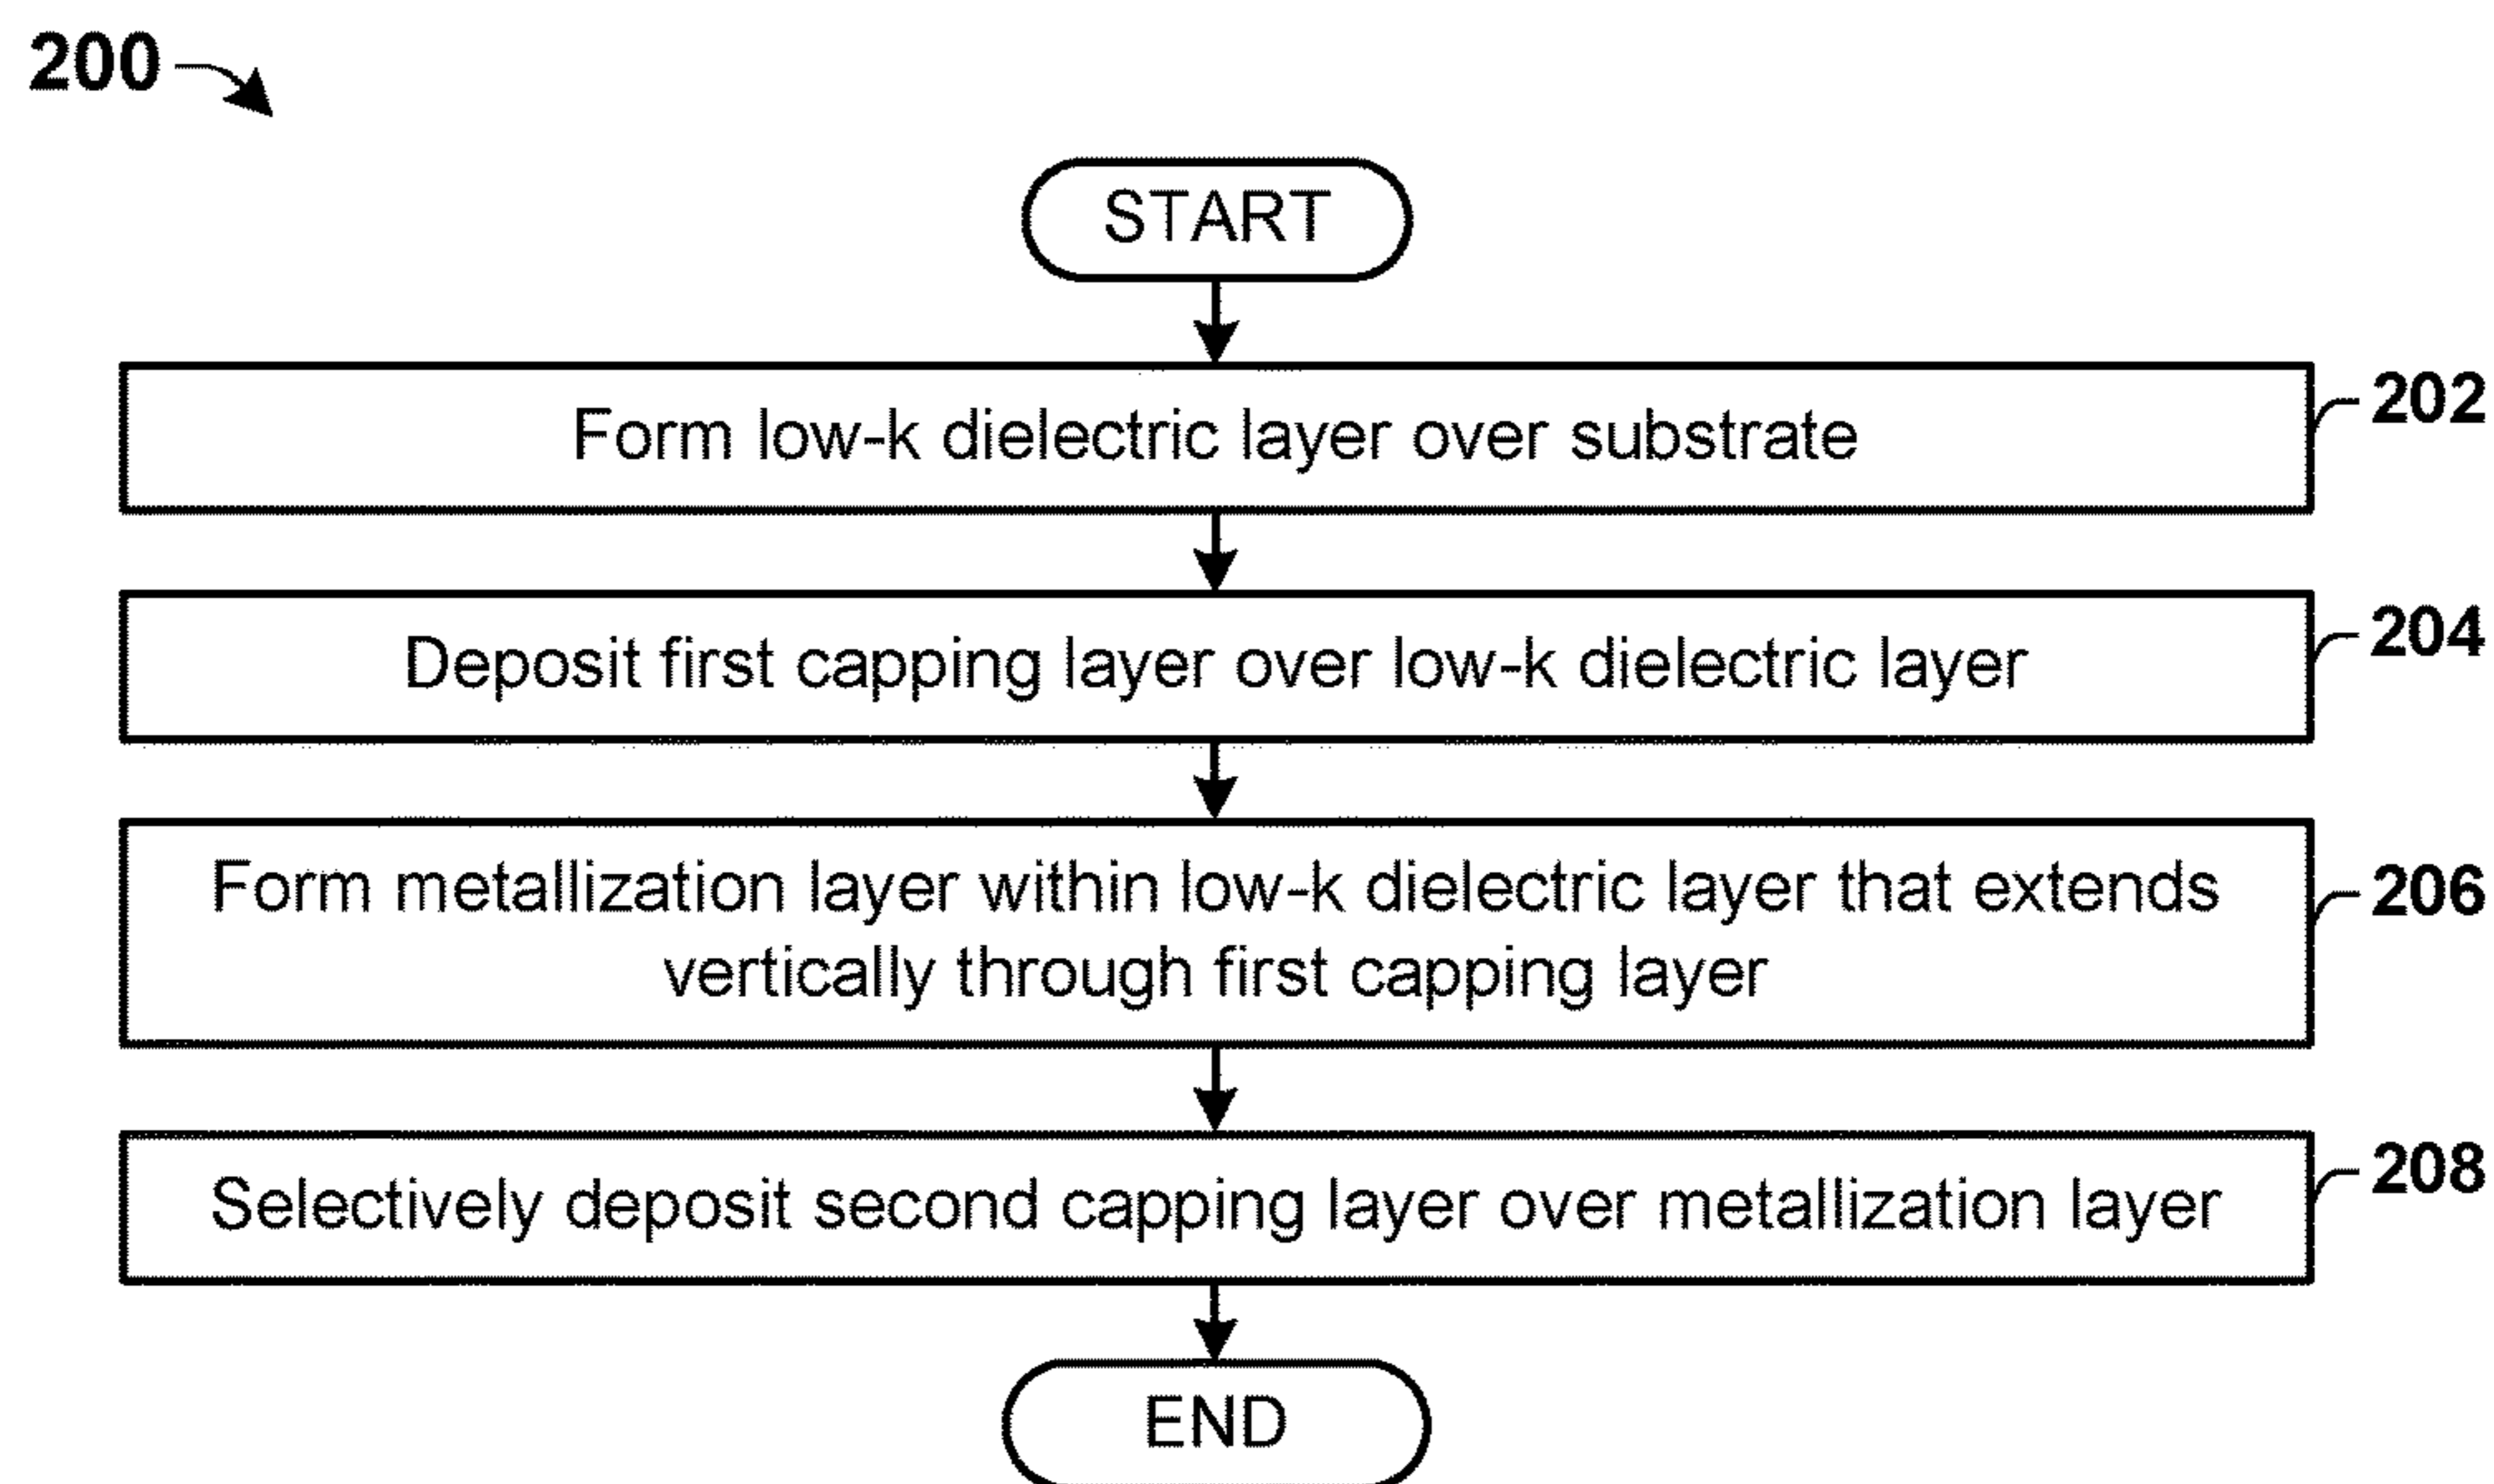 200
START
Form low-k dielectric layer over substrate
202
Deposit first capping layer over low-k dielectric layer
204
Form metallization layer within low-k dielectric layer that extends
vertically through first capping layer
206
Selectively deposit second capping layer over metallization layer
208
END